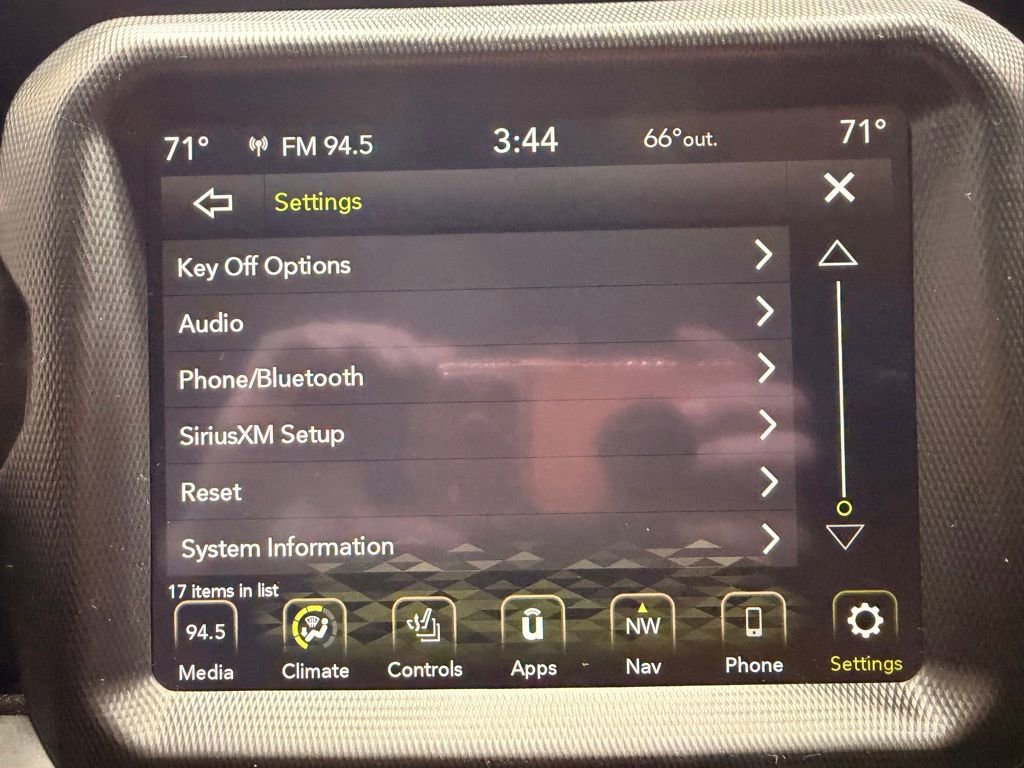 71° FM 94.5 3:44 66° out. 71°
Settings
Key Off Options
Audio
Phone/Bluetooth
SiriusXM Setup
Reset
System Information
17 items in list
94.5 NW
Media Climate Controls Apps Nav Phone Settings